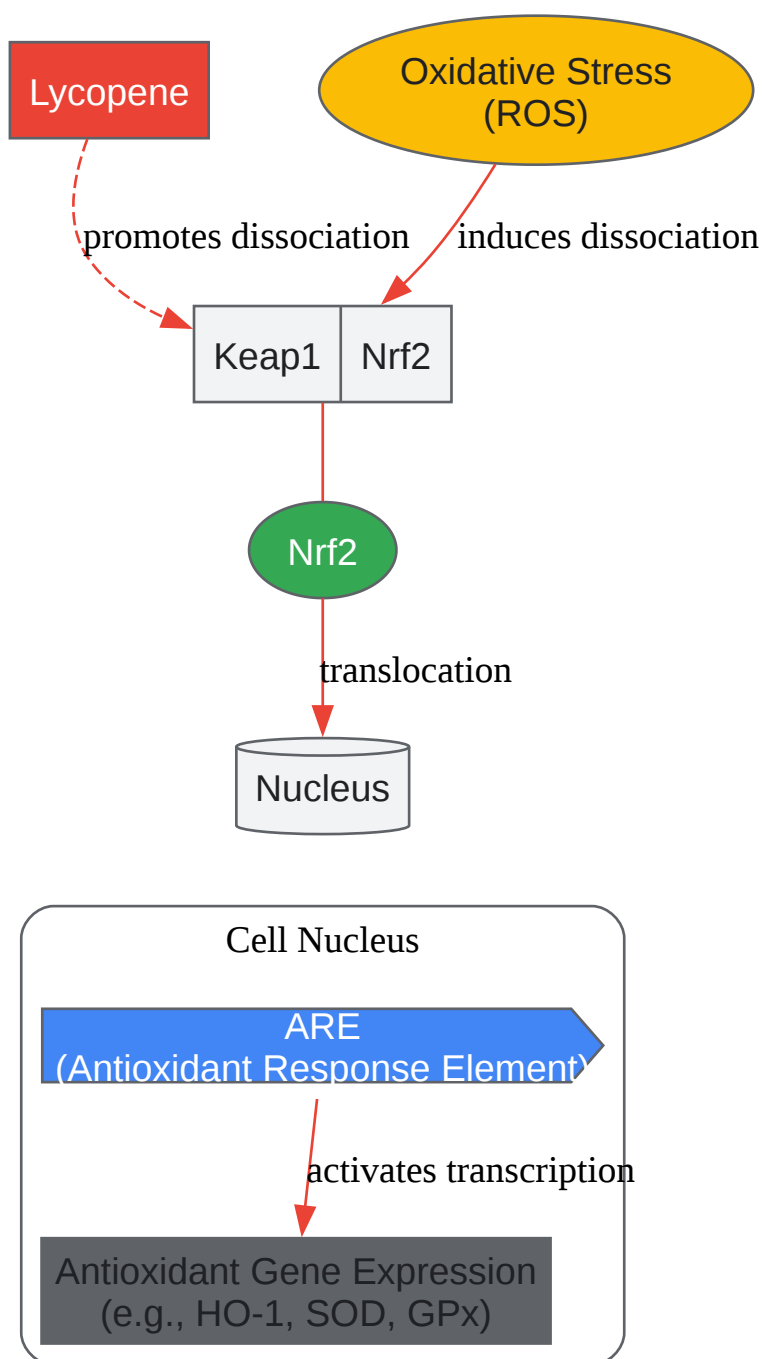 Lycopene
Oxidative Stress
(ROS)
promotes dissociation
induces dissociation
Keap1
Nrf2
Nrf2
translocation
Nucleus
Cell Nucleus
ARE
(Antioxidant Response Element)
activates transcription
Antioxidant Gene Expression
(e.g., HO-1, SOD, GPx)